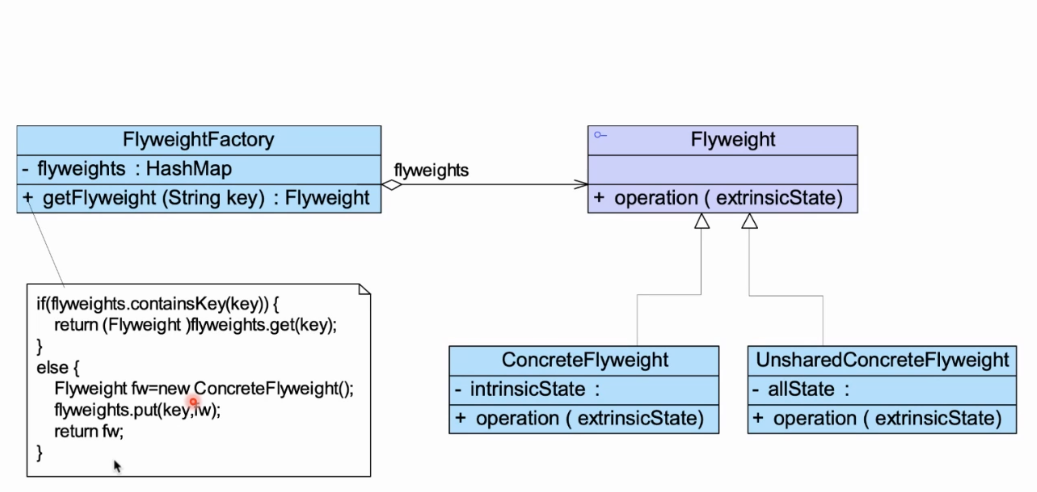 FlyweightFactory
- flyweights : HashMap
+ getFlyweight (String key) : Flyweight
flyweights
Flyweight
+ operation ( extrinsicState)
if(flyweights.containsKey(key)) {
return (Flyweight )flyweights.get(key);
}
else {
Flyweight fw=new ConcreteFlyweight();
flyweights.put(key,fw);
return fw;
}
ConcreteFlyweight
- intrinsicState :
+ operation ( extrinsicState)
UnsharedConcreteFlyweight
- allState :
+ operation ( extrinsicState)